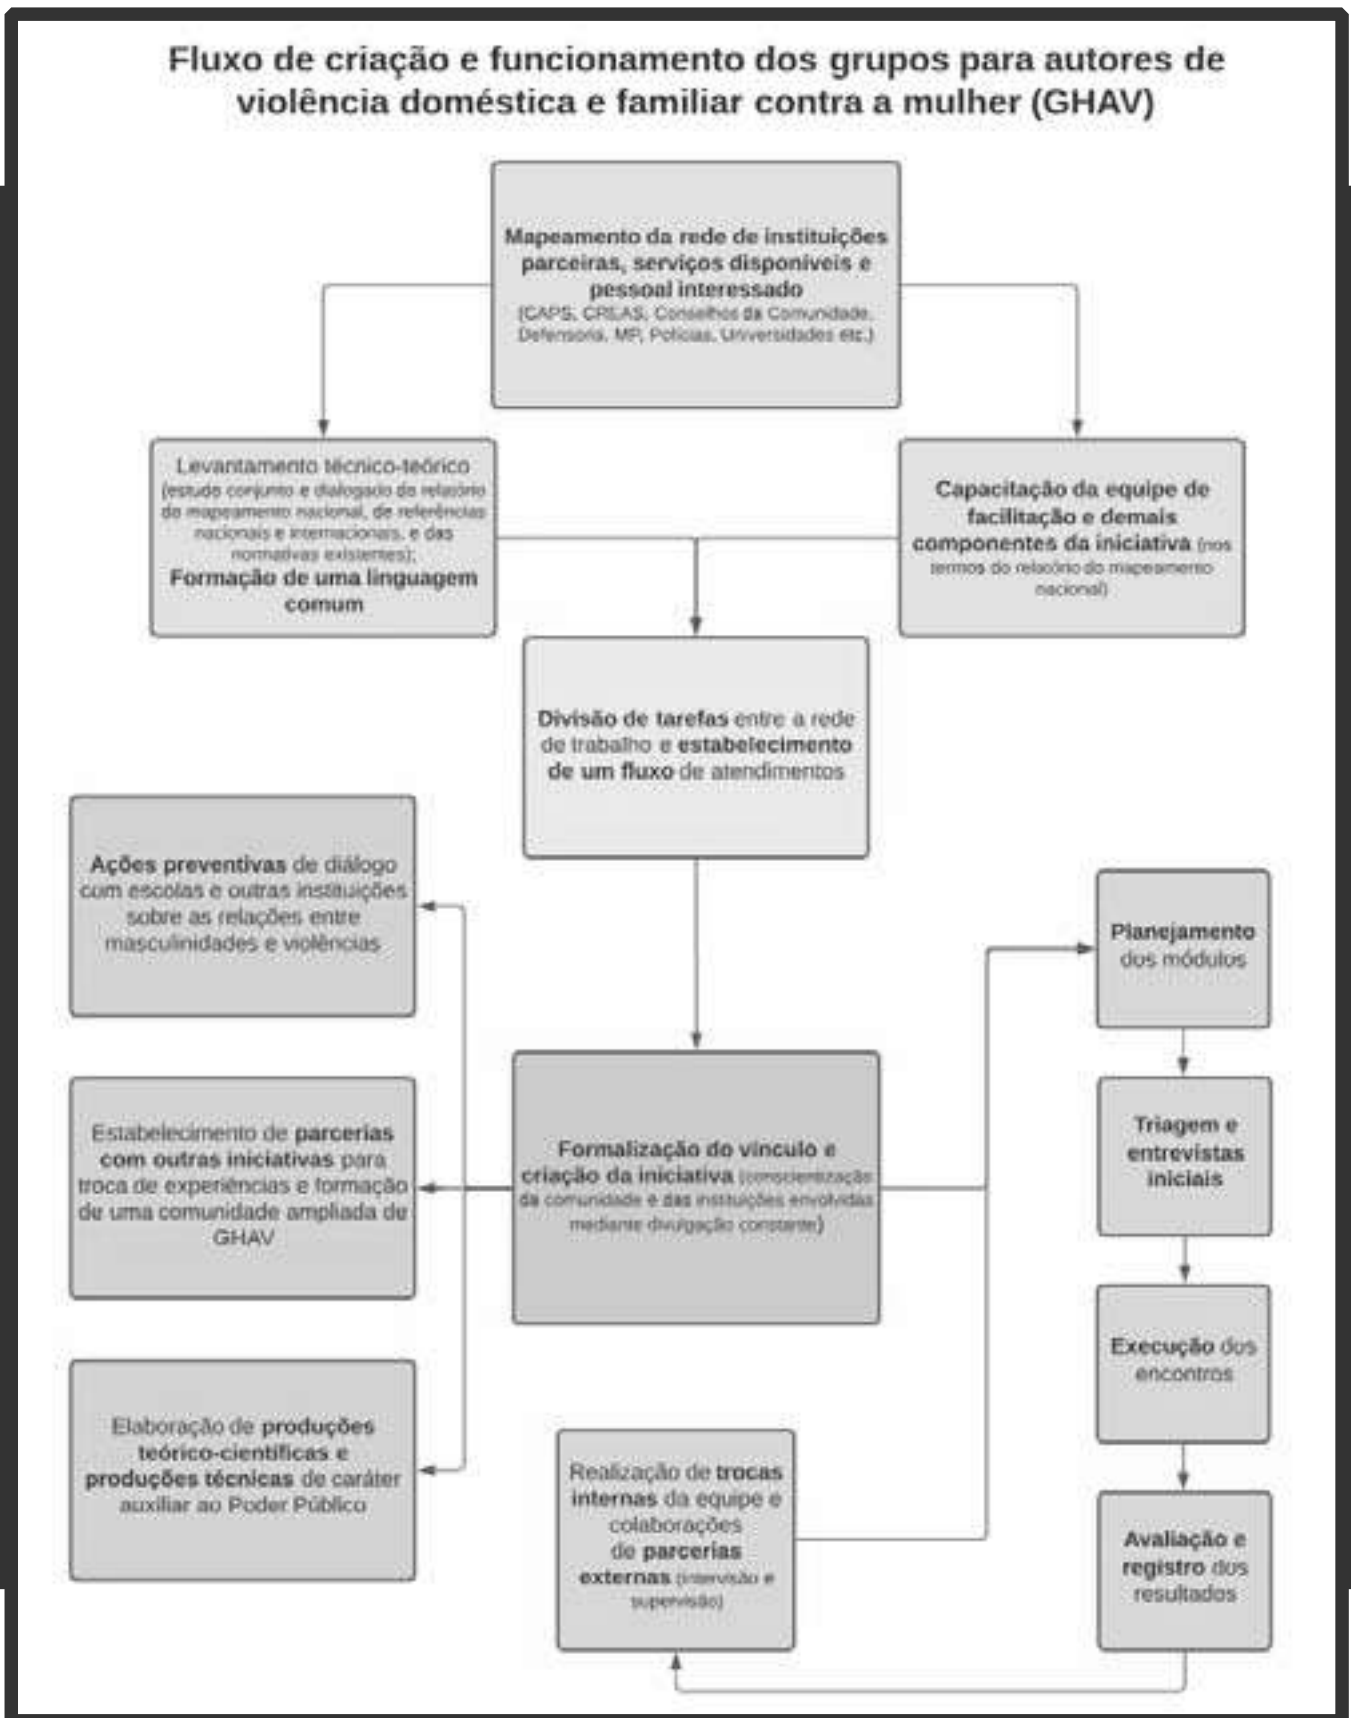 Fluxo de criação e funcionamento dos grupos para autores de
violência doméstica e familiar contra a mulher (GHAV)
Mapeamento da rede de instituições
parceiras, serviços disponíveis e
pessoal interessado
(CAPS, CREAS, Conselhos da Comunidade,
Defensoria, MP, Polícias, Universidades etc.)
Levantamento técnico-teórico
(estudo conjunto e dialogado do relatório
do mapeamento nacional, de referências
nacionais e internacionais, e das
normativas existentes);
Formação de uma linguagem
comum
Capacitação da equipe de
facilitação e demais
componentes da iniciativa (nos
termos do relatório do mapeamento
nacional)
Divisão de tarefas entre a rede
de trabalho e estabelecimento
de um fluxo de atendimentos
Ações preventivas de diálogo
com escolas e outras instituições
sobre as relações entre
masculinidades e violências
Planejamento
dos módulos
Estabelecimento de parcerias
com outras iniciativas para
troca de experiências e formação
de uma comunidade ampliada de
GHAV
Formalização do vínculo e
criação da iniciativa (conscientização
da comunidade e das instituições envolvidas
mediante divulgação constante)
Triagem e
entrevistas
iniciais
Execução dos
encontros
Elaboração de produções
teórico-científicas e
produções técnicas de caráter
auxiliar ao Poder Público
Realização de trocas
internas da equipe e
colaborações
de parcerias
externas (intervisão e
supervisão)
Avaliação e
registro dos
resultados